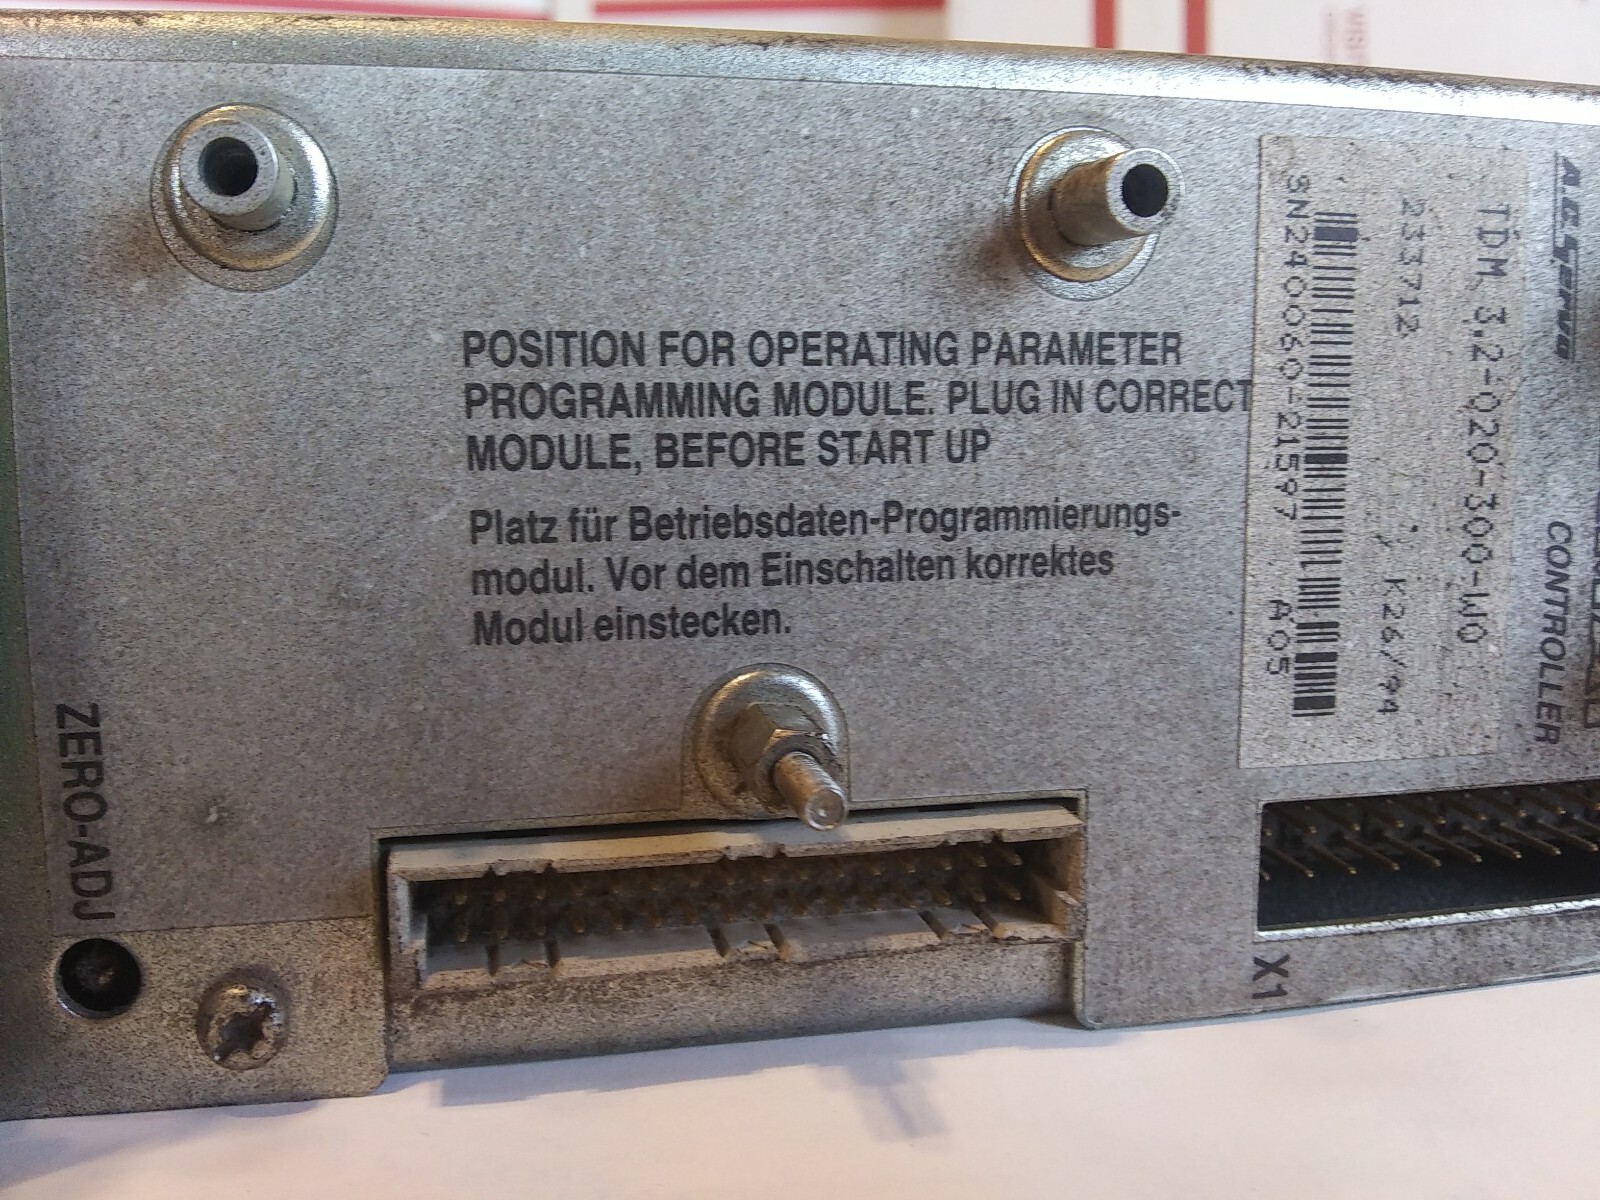 POSITION FOR OPERATING PARAMETER
PROGRAMMING MODULE. PLUG IN CORRECT
MODULE, BEFORE START UP
Platz für Betriebsdaten-Programmierungs-
modul. Vor dem Einschalten korrektes
Modul einstecken.
ZERO-ADJ
A.C. Servo
CONTROLLER
TDM 3.2-020-300-W0
233712 / K26/94
SN240060-21597 A05
X1